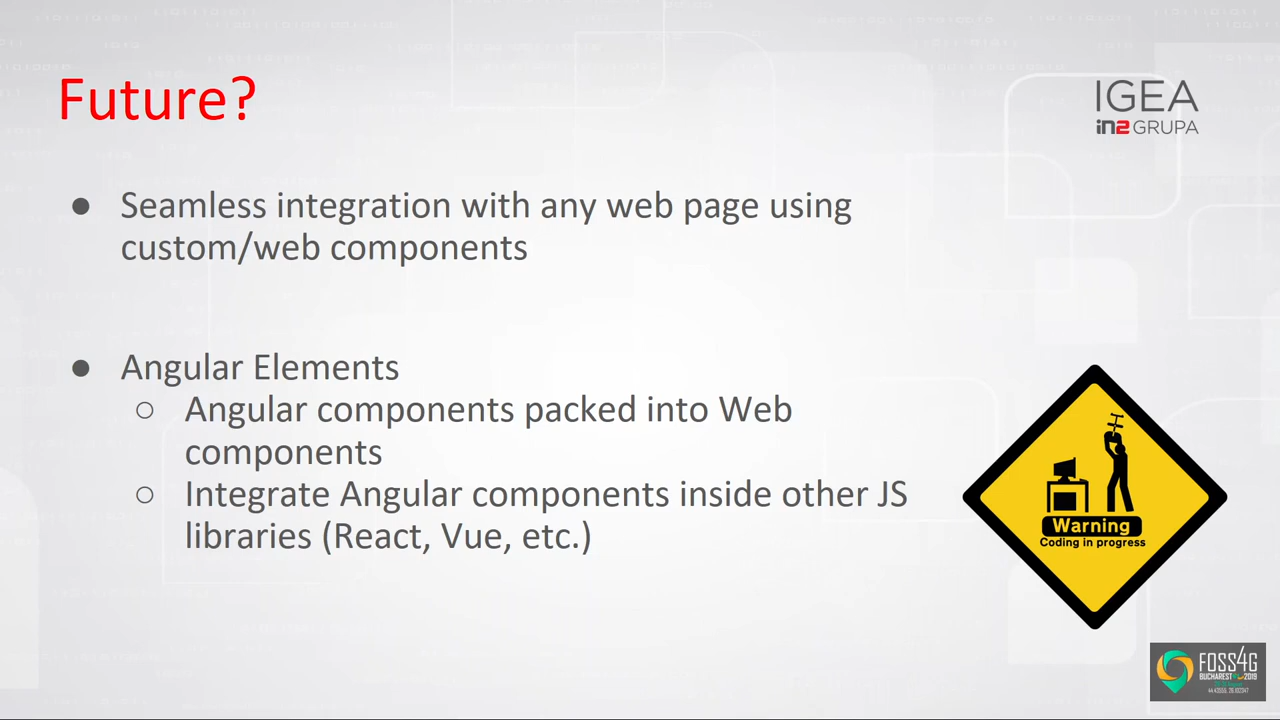 Future?
IGEA
in2 GRUPA
● Seamless integration with any web page using
custom/web components
● Angular Elements
○ Angular components packed into Web
components
○ Integrate Angular components inside other JS
libraries (React, Vue, etc.)
Warning
Coding in progress
FOSS4G
BUCHAREST 2019